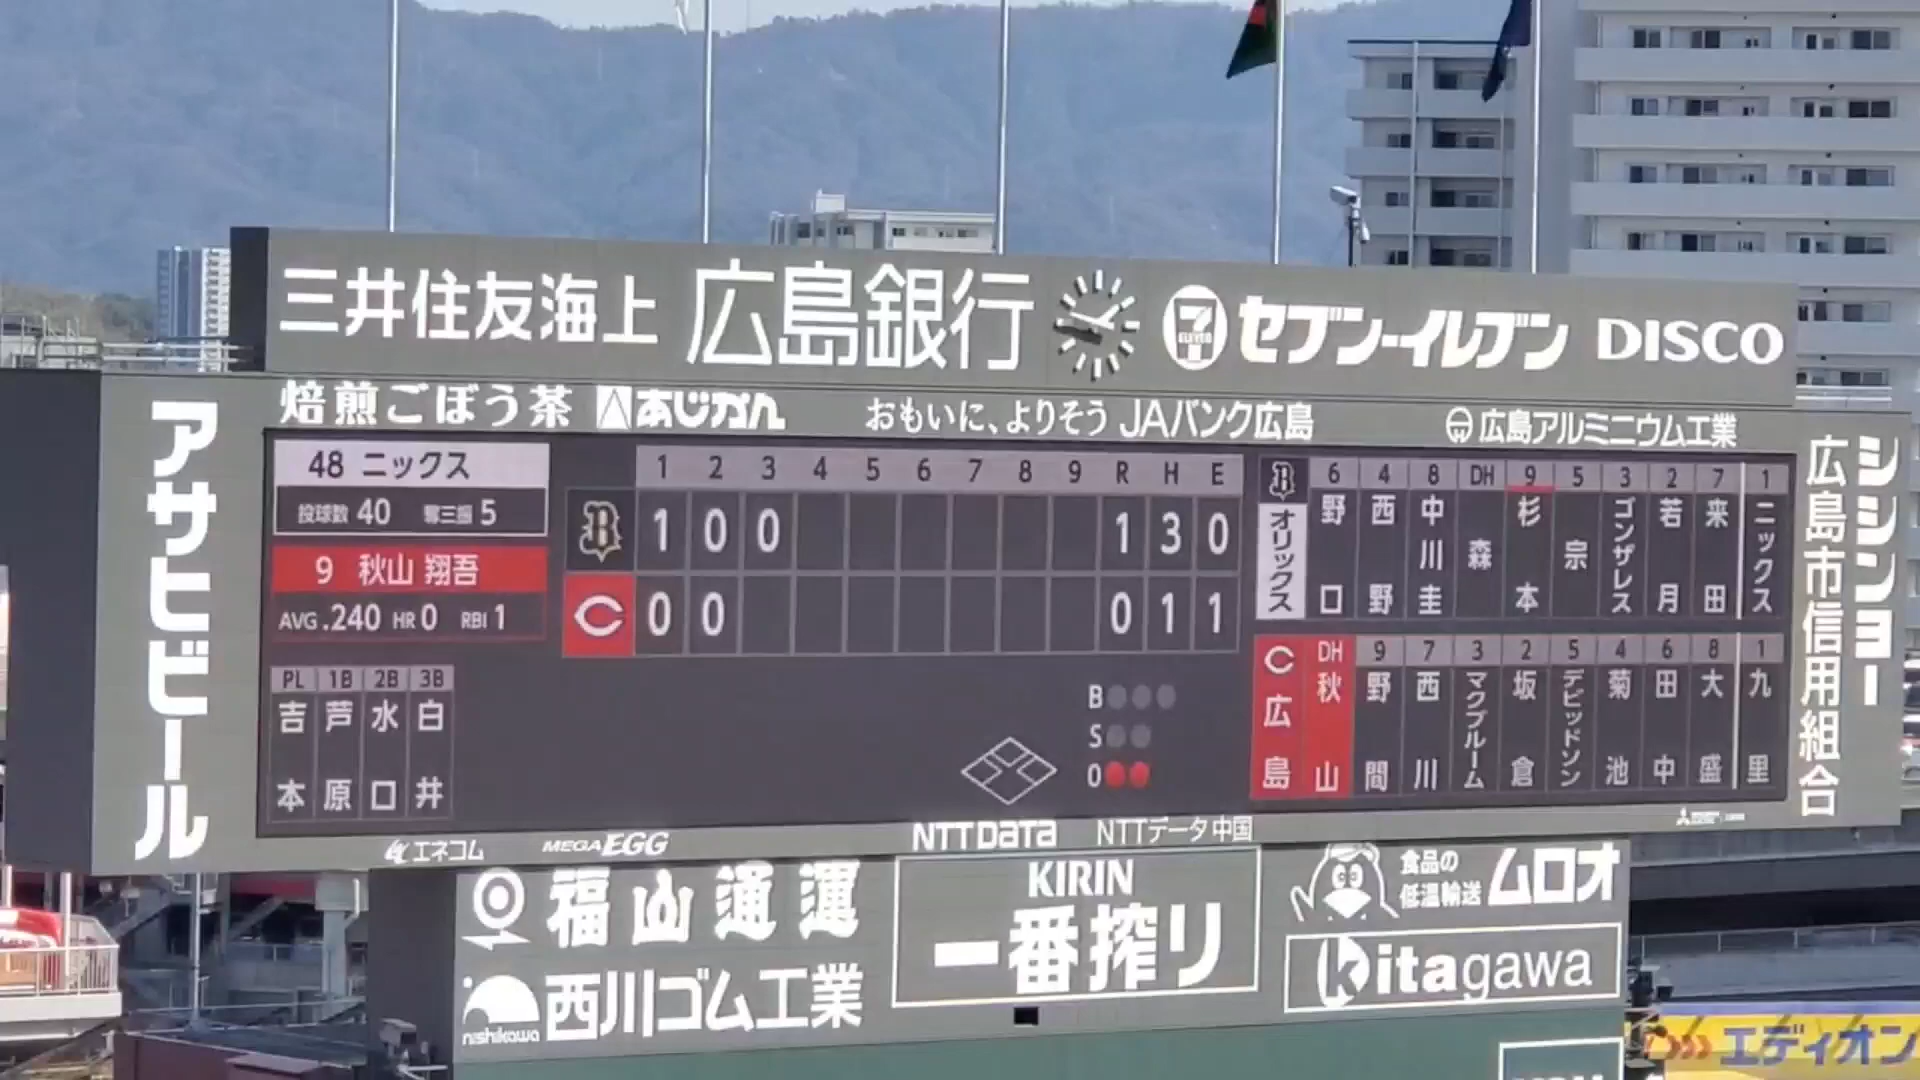 三井住友海上 広島銀行 7 ELEVEN セブン-イレブン DISCO
焙煎ごぼう茶 あじかん おもいに、よりそう JAバンク広島 広島アルミニウム工業
アサヒビール
48 ニックス
投球数 40 奪三振 5
9 秋山 翔吾
AVG .240 HR 0 RBI 1
PL 1B 2B 3B
吉本 芦原 水口 白井
1 2 3 4 5 6 7 8 9 R H E
B 1 0 0 1 3 0
C 0 0 0 1 1
B
S
O
B 6 4 8 DH 9 5 3 2 7 1
オリックス 野口 西野 中川圭 森 杉本 宗 ゴンザレス 若月 来田 ニックス
C DH 9 7 3 2 5 4 6 8 1
広島 秋山 野間 西川 マクブルーム 坂倉 デビッドソン 菊池 田中 大盛 九里
シシンヨー
広島市信用組合
エネコム MEGA EGG NTT DATA NTTデータ中国
福山通運
nishikawa 西川ゴム工業
KIRIN
一番搾り
食品の
低温輸送 ムロオ
kitagawa
エディオン